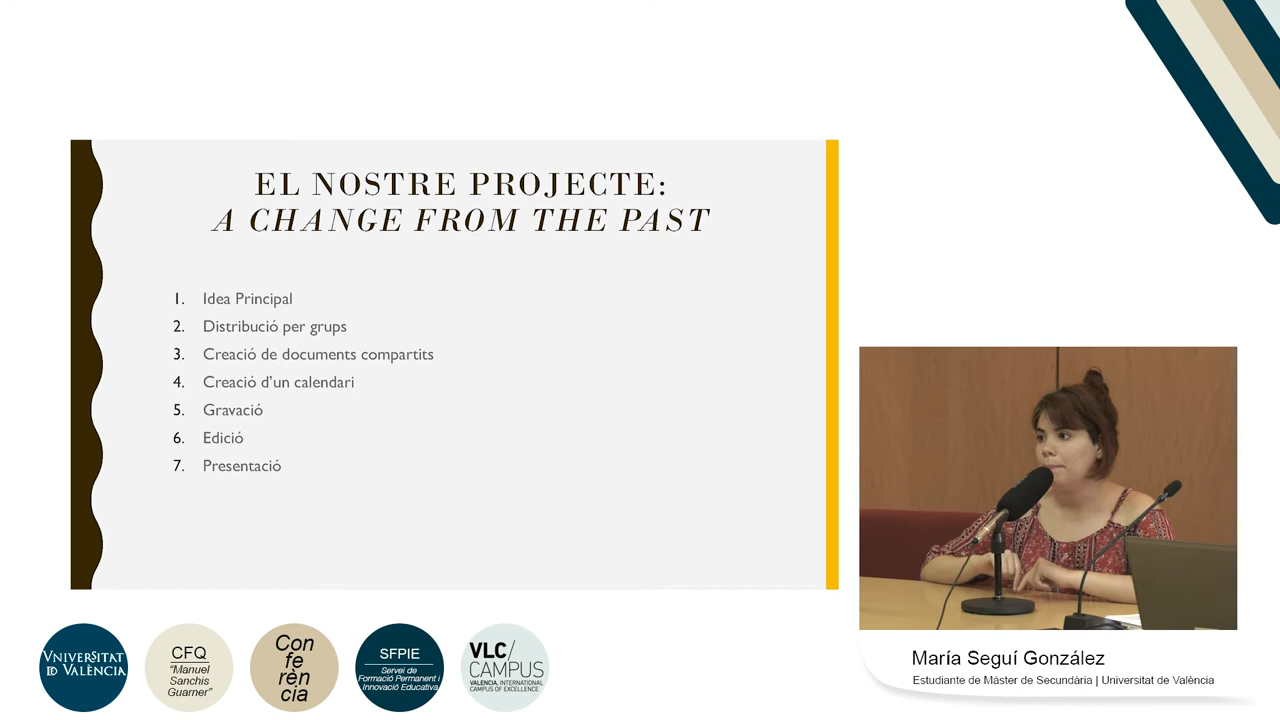 EL NOSTRE PROJECTE:
A CHANGE FROM THE PAST
1. Idea Principal
2. Distribució per grups
3. Creació de documents compartits
4. Creació d'un calendari
5. Gravació
6. Edició
7. Presentació
VNIVERSITAT
ID VALÈNCIA
CFQ
"Manuel
Sanchis
Guarner"
Con
fe
rèn
cia
SFPIE
Servei de
Formació Permanent i
Innovació Educativa
VLC/
CAMPUS
VALENCIA, INTERNATIONAL
CAMPUS OF EXCELLENCE
María Seguí González
Estudiante de Máster de Secundària | Universitat de València